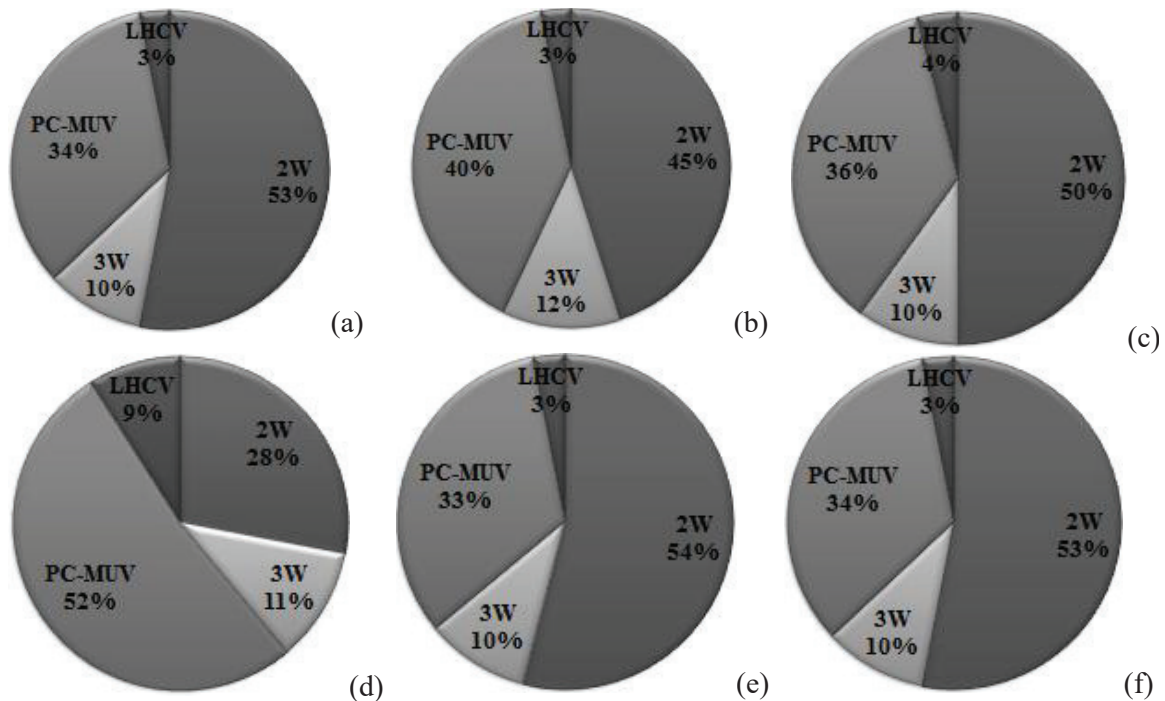 LHCV
3%
PC-MUV
34%
2W
53%
3W
10%
(a)
LHCV
3%
PC-MUV
40%
2W
45%
3W
12%
(b)
LHCV
4%
PC-MUV
36%
2W
50%
3W
10%
(c)
LHCV
9%
2W
28%
PC-MUV
52%
3W
11%
(d)
LHCV
3%
PC-MUV
33%
2W
54%
3W
10%
(e)
LHCV
3%
PC-MUV
34%
2W
53%
3W
10%
(f)